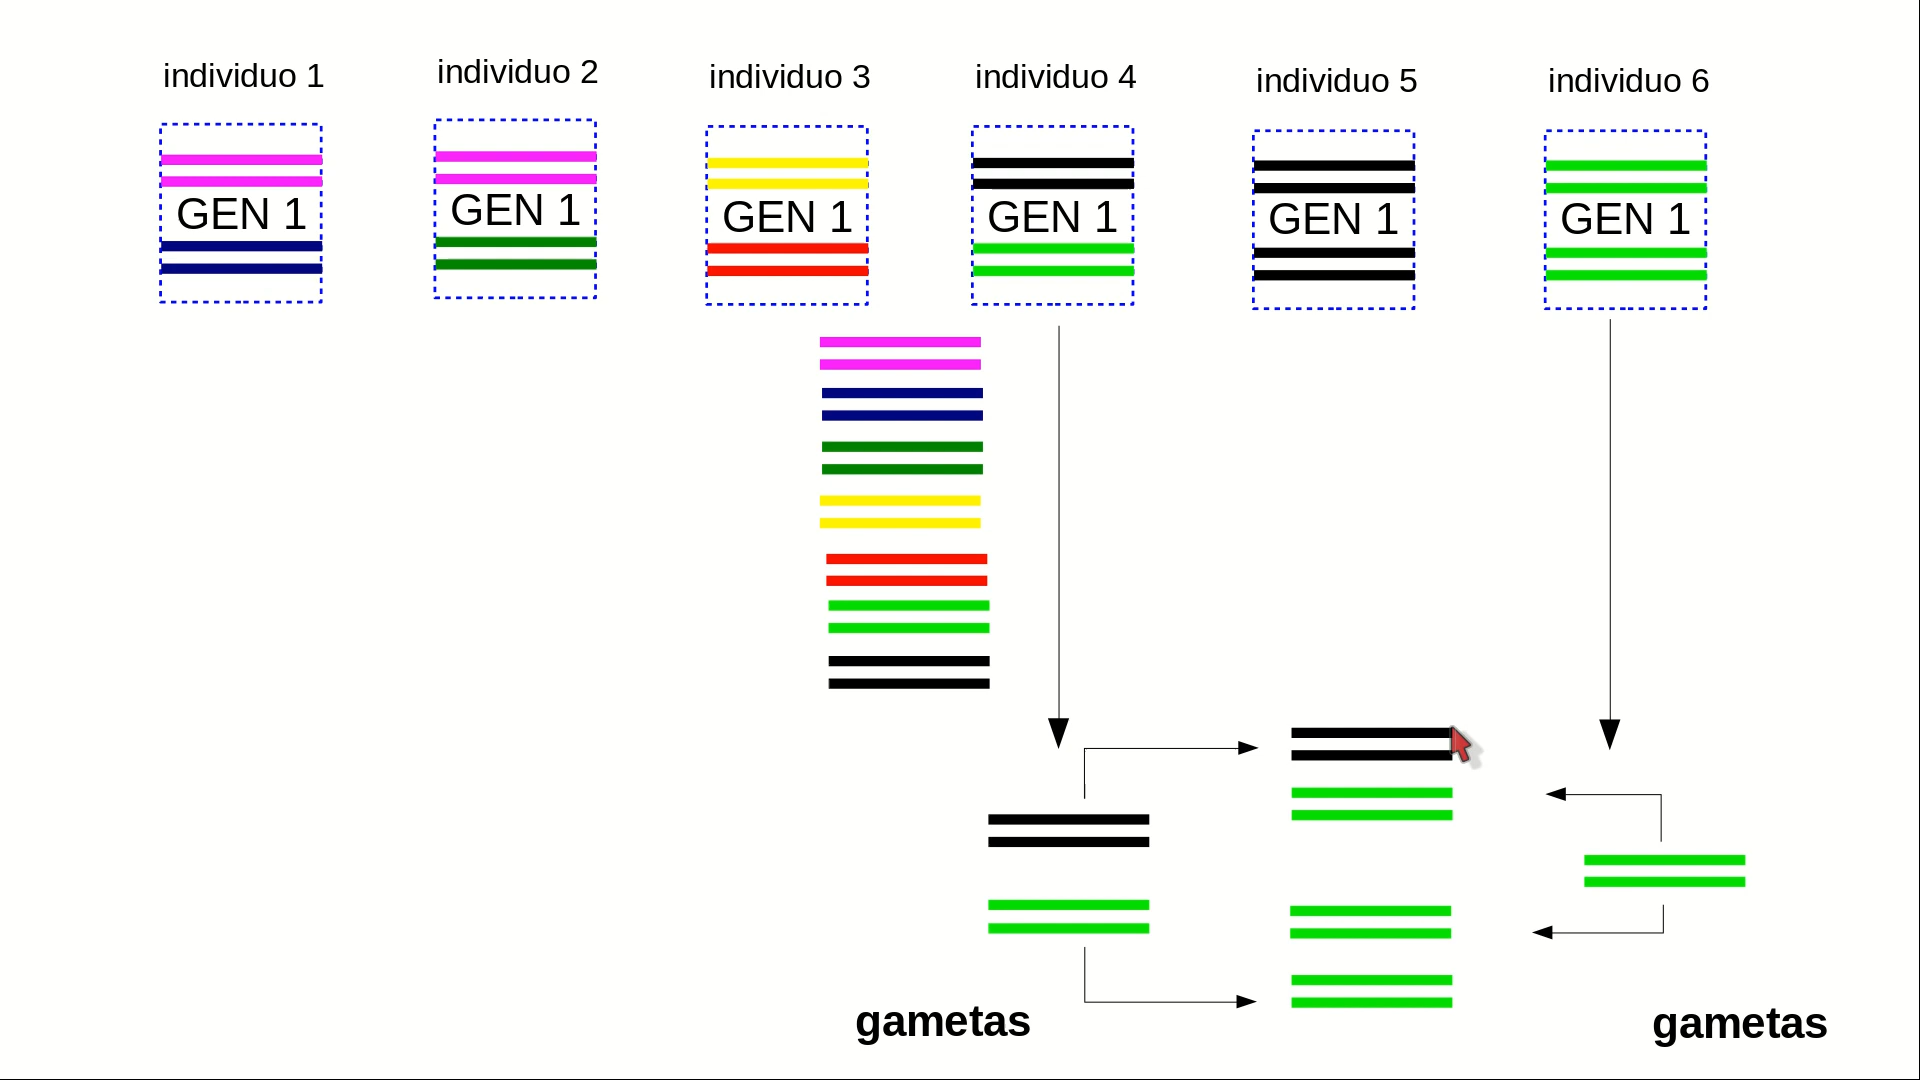 individuo 1
individuo 2
individuo 3
individuo 4
individuo 5
individuo 6
GEN 1
GEN 1
GEN 1
GEN 1
GEN 1
GEN 1
gametas
gametas